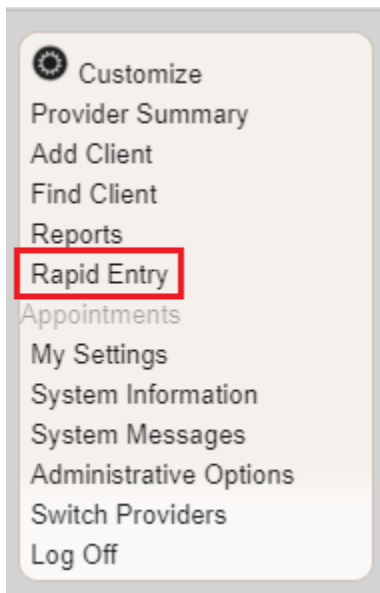 Customize
Provider Summary
Add Client
Find Client
Reports
Rapid Entry
Appointments
My Settings
System Information
System Messages
Administrative Options
Switch Providers
Log Off